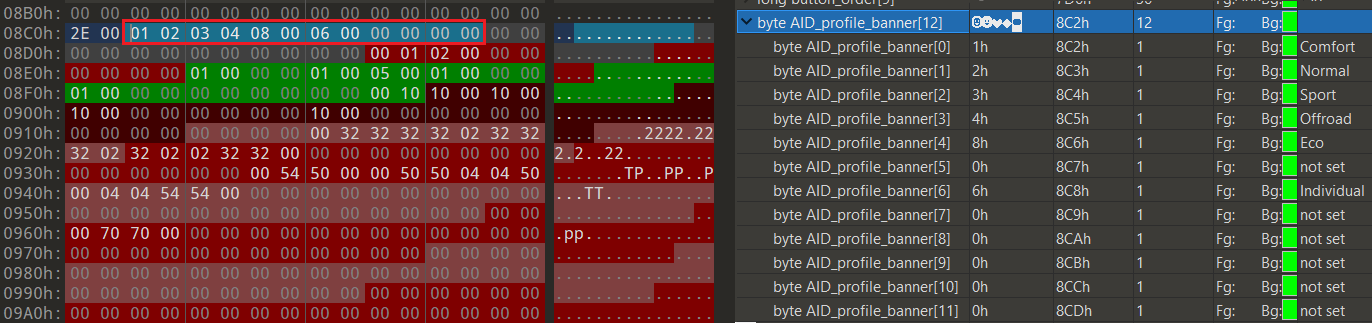 long button_order[9] 7D0h 36 Fg: Bg:
08B0h: 00 00 00 00 00 00 00 00 00 00 00 00 00 00 00 00 ................
08C0h: 2E 00 01 02 03 04 08 00 06 00 00 00 00 00 00 00 ................
08D0h: 00 00 00 00 00 00 00 00 00 00 00 01 02 00 00 00 ................
08E0h: 00 00 00 00 01 00 00 00 01 00 05 00 01 00 00 00 ................
08F0h: 01 00 00 00 00 00 00 00 00 00 00 10 10 00 10 00 ................
0900h: 10 00 00 00 00 00 00 00 10 00 00 00 00 00 00 00 ................
0910h: 00 00 00 00 00 00 00 00 00 32 32 32 32 02 32 32 .........2222.22
0920h: 32 02 32 02 02 32 32 00 00 00 00 00 00 00 00 00 2.2..22.........
0930h: 00 00 00 00 00 00 00 54 50 00 00 50 50 04 50 .......TP..PP..P
0940h: 00 04 04 54 54 00 00 00 00 00 00 00 00 00 00 00 ...TT...........
0950h: 00 00 00 00 00 00 00 00 00 00 00 00 00 00 00 00 ................
0960h: 00 70 70 00 00 00 00 00 00 00 00 00 00 00 00 00 .pp.............
0970h: 00 00 00 00 00 00 00 00 00 00 00 00 00 00 00 00 ................
0980h: 00 00 00 00 00 00 00 00 00 00 00 00 00 00 00 00 ................
0990h: 00 00 00 00 00 00 00 00 00 00 00 00 00 00 00 00 ................
09A0h: 00 00 00 00 00 00 00 00 00 00 00 00 00 00 00 00 ................
byte AID_profile_banner[12] ☺☻♥♦◘ 8C2h 12 Fg: Bg:
byte AID_profile_banner[0] 1h 8C2h 1 Fg: Bg: Comfort
byte AID_profile_banner[1] 2h 8C3h 1 Fg: Bg: Normal
byte AID_profile_banner[2] 3h 8C4h 1 Fg: Bg: Sport
byte AID_profile_banner[3] 4h 8C5h 1 Fg: Bg: Offroad
byte AID_profile_banner[4] 8h 8C6h 1 Fg: Bg: Eco
byte AID_profile_banner[5] 0h 8C7h 1 Fg: Bg: not set
byte AID_profile_banner[6] 6h 8C8h 1 Fg: Bg: Individual
byte AID_profile_banner[7] 0h 8C9h 1 Fg: Bg: not set
byte AID_profile_banner[8] 0h 8CAh 1 Fg: Bg: not set
byte AID_profile_banner[9] 0h 8CBh 1 Fg: Bg: not set
byte AID_profile_banner[10] 0h 8CCh 1 Fg: Bg: not set
byte AID_profile_banner[11] 0h 8CDh 1 Fg: Bg: not set